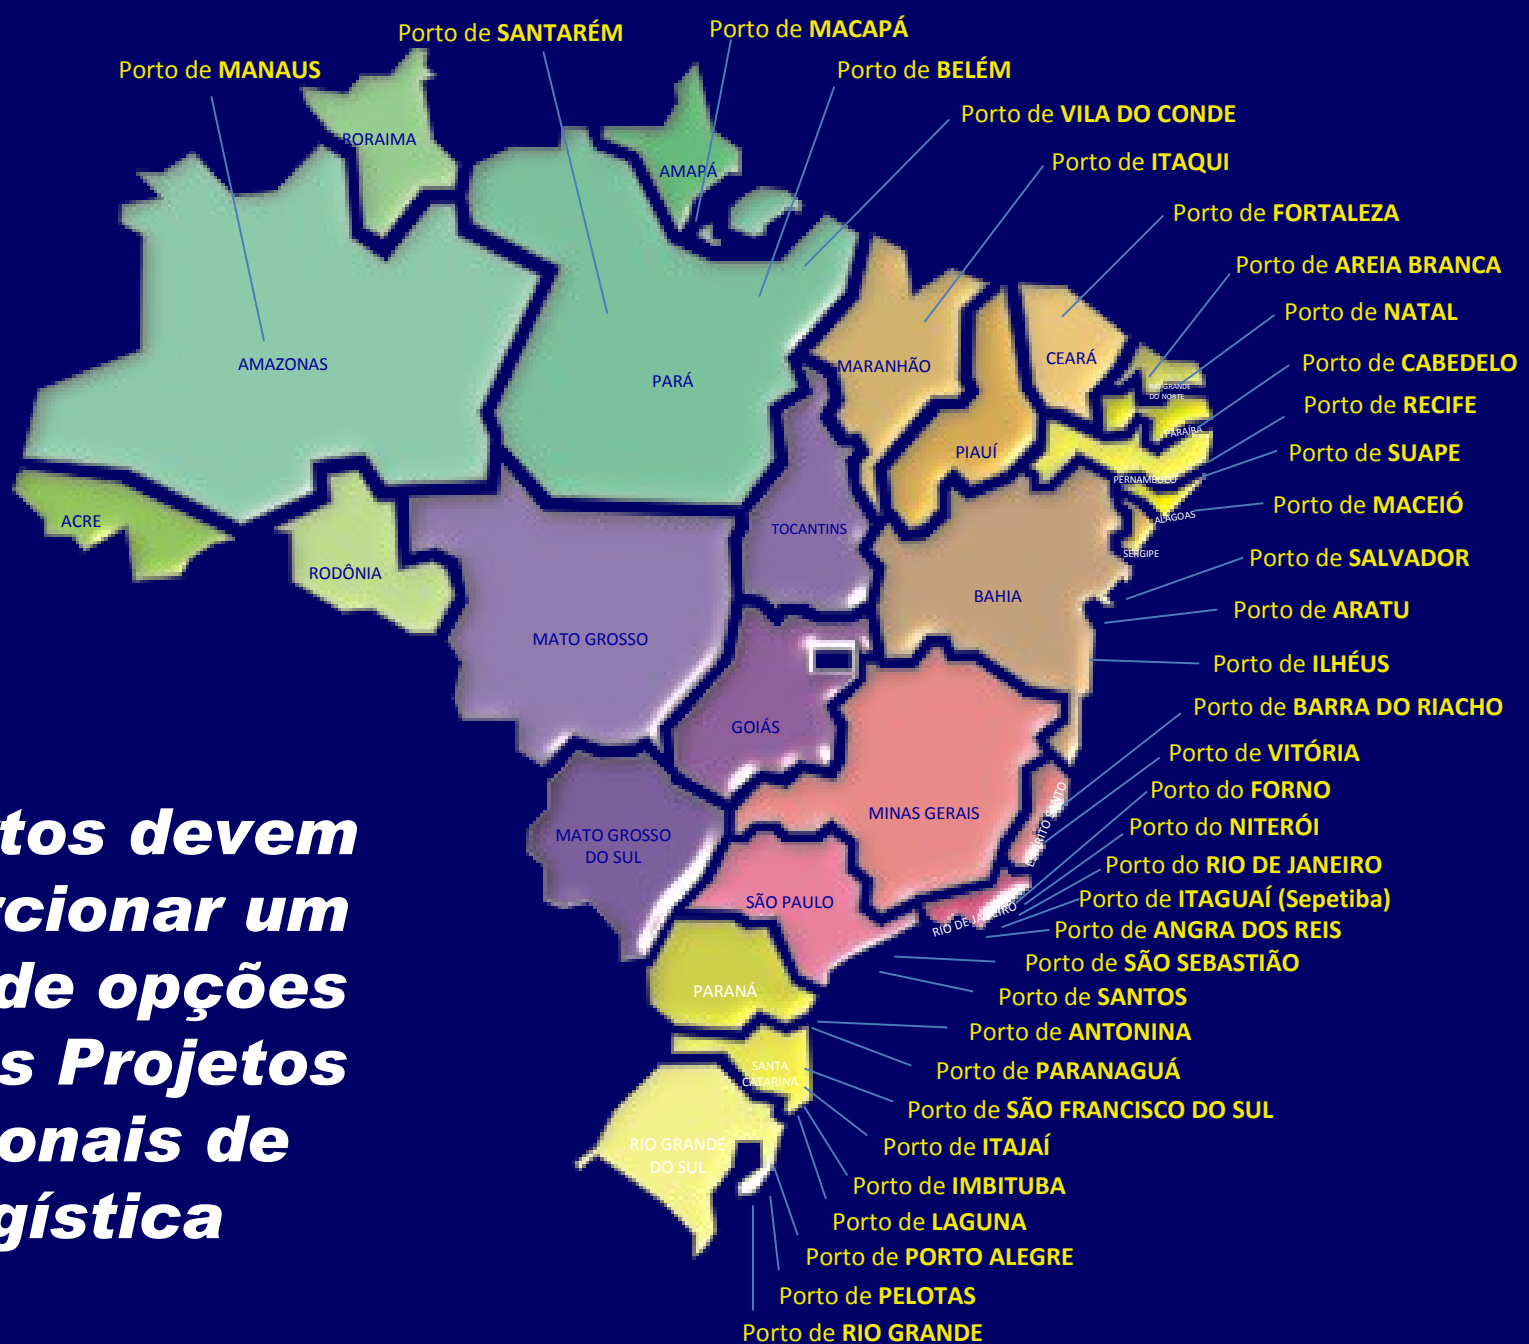 Porto de SANTARÉM
Porto de MACAPÁ
Porto de MANAUS
Porto de BELÉM
Porto de VILA DO CONDE
RORAIMA
Porto de ITAQUI
AMAPÁ
Porto de FORTALEZA
Porto de AREIA BRANCA
Porto de NATAL
AMAZONAS
PARÁ
MARANHÃO
CEARÁ
Porto de CABEDELO
RIO GRANDE
DO NORTE
Porto de RECIFE
PARAÍBA
PIAUÍ
Porto de SUAPE
PERNAMBUCO
Porto de MACEIÓ
ALAGOAS
ACRE
TOCANTINS
SERGIPE
Porto de SALVADOR
RODÔNIA
BAHIA
Porto de ARATU
MATO GROSSO
Porto de ILHÉUS
Porto de BARRA DO RIACHO
GOIÁS
Porto de VITÓRIA
Porto do FORNO
MINAS GERAIS
Porto do NITERÓI
MATO GROSSO
DO SUL
Porto do RIO DE JANEIRO
SÃO PAULO
Porto de ITAGUAÍ (Sepetiba)
RIO DE JANEIRO
Porto de ANGRA DOS REIS
Porto de SÃO SEBASTIÃO
PARANÁ
Porto de SANTOS
Porto de ANTONINA
SANTA
CATARINA
Porto de PARANAGUÁ
Porto de SÃO FRANCISCO DO SUL
RIO GRANDE
DO SUL
Porto de ITAJAÍ
Porto de IMBITUBA
Porto de LAGUNA
Porto de PORTO ALEGRE
Porto de PELOTAS
Porto de RIO GRANDE
tos devem
rcionar um
de opções
s Projetos
onais de
gística